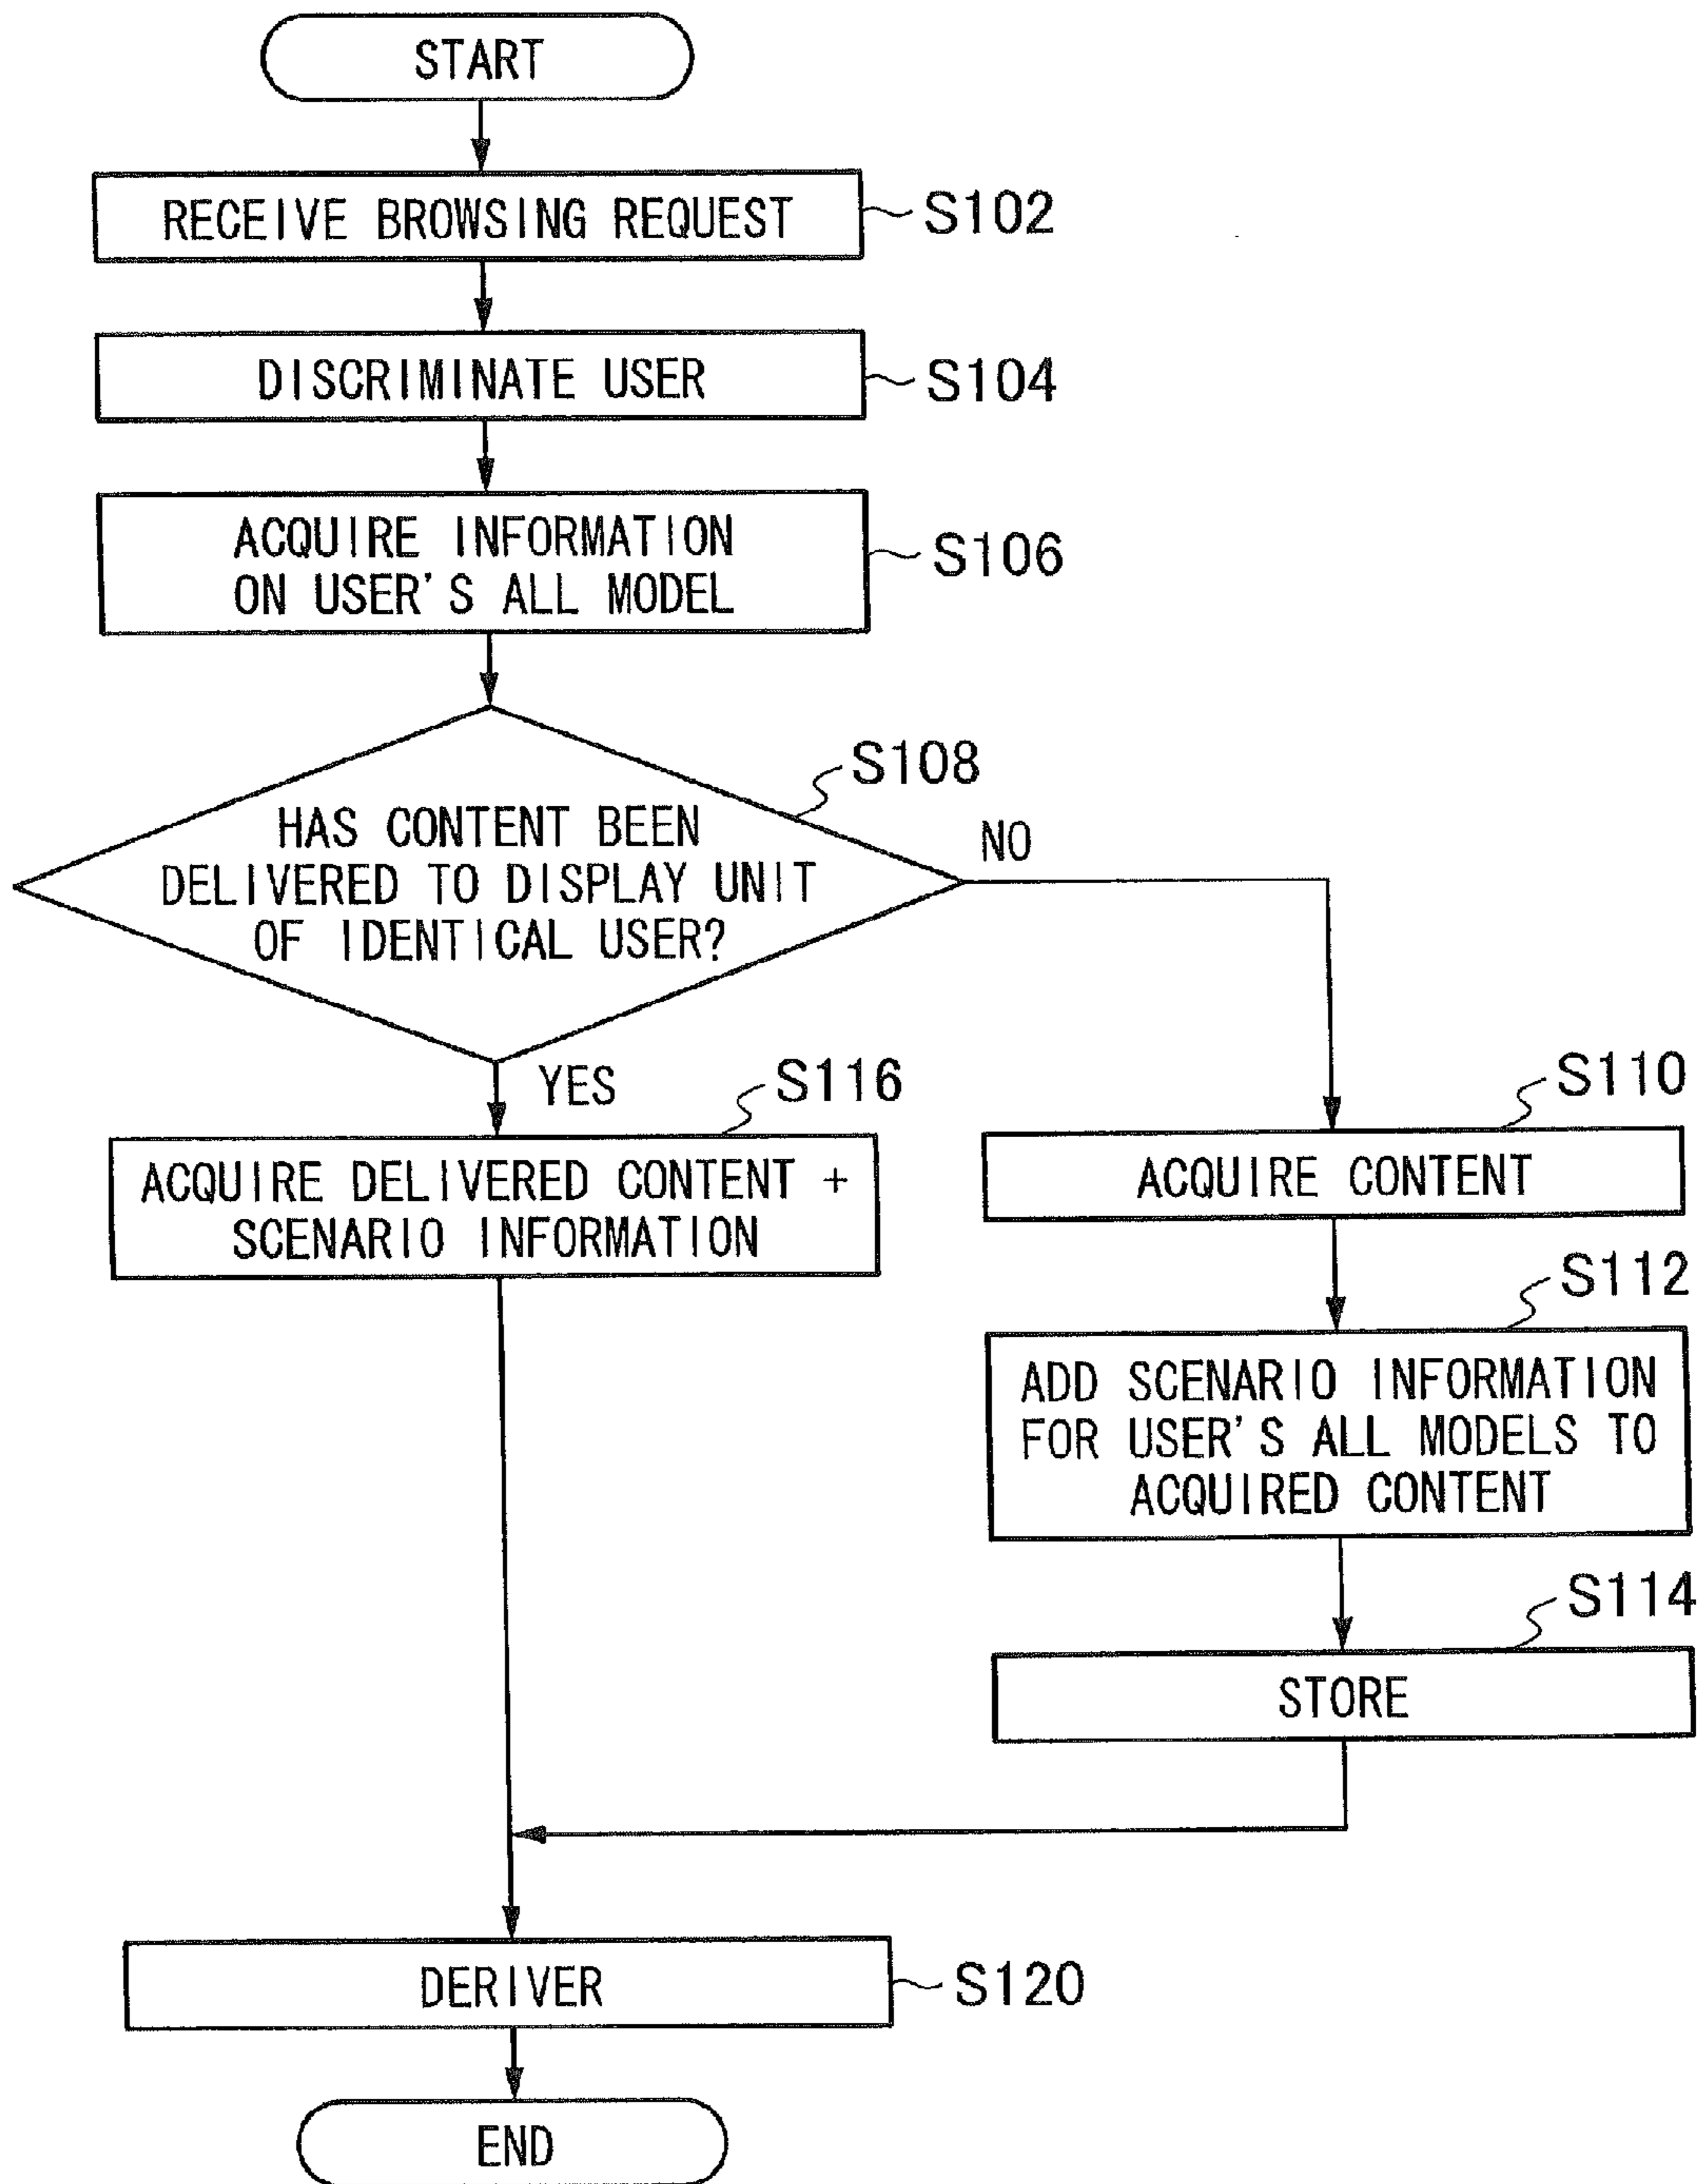 START
RECEIVE BROWSING REQUEST
S102
DISCRIMINATE USER
S104
ACQUIRE INFORMATION
ON USER'S ALL MODEL
S106
S108
HAS CONTENT BEEN
DELIVERED TO DISPLAY UNIT
OF IDENTICAL USER?
NO
YES
S116
ACQUIRE DELIVERED CONTENT +
SCENARIO INFORMATION
S110
ACQUIRE CONTENT
S112
ADD SCENARIO INFORMATION
FOR USER'S ALL MODELS TO
ACQUIRED CONTENT
S114
STORE
DERIVER
S120
END